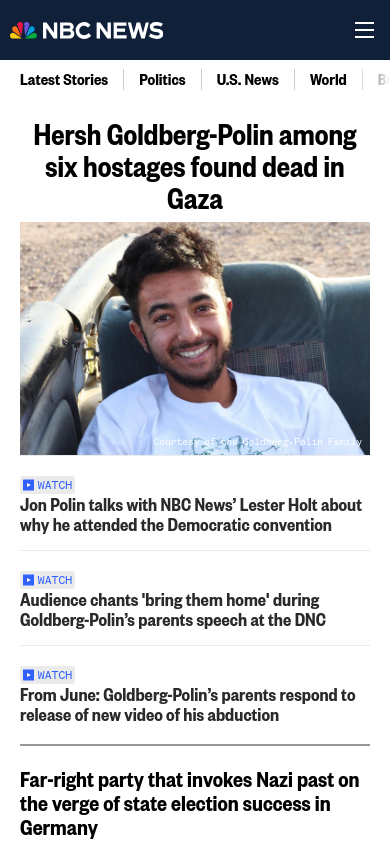 NBC NEWS
Latest Stories
Politics
U.S. News
World
Hersh Goldberg-Polin among
six hostages found dead in
Gaza
Courtesy of the Goldberg-Polin Family
WATCH
Jon Polin talks with NBC News’ Lester Holt about
why he attended the Democratic convention
WATCH
Audience chants 'bring them home' during
Goldberg-Polin’s parents speech at the DNC
WATCH
From June: Goldberg-Polin’s parents respond to
release of new video of his abduction
Far-right party that invokes Nazi past on
the verge of state election success in
Germany